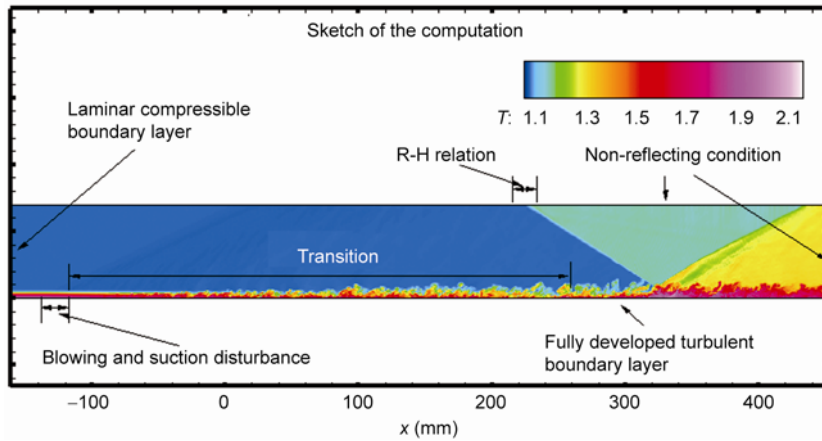 Sketch of the computation
T: 1.1 1.3 1.5 1.7 1.9 2.1
Laminar compressible
boundary layer
R-H relation
Non-reflecting condition
Transition
Blowing and suction disturbance
Fully developed turbulent
boundary layer
−100 0 100 200 320 400
x (mm)